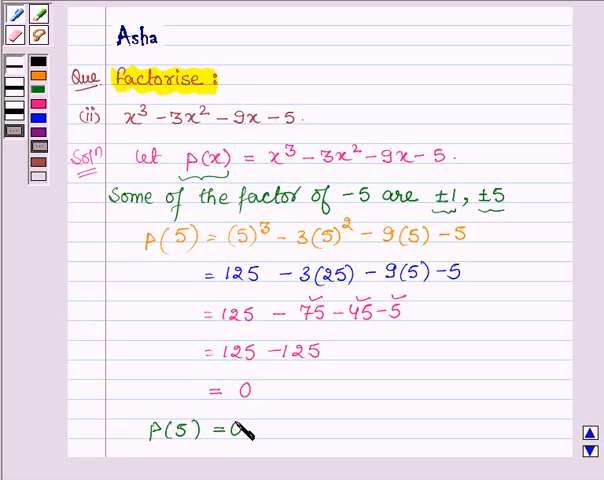 Asha
Que Factorise :
(ii) x³ - 3x² - 9x - 5.
Solⁿ Let p(x) = x³ - 3x² - 9x - 5.
Some of the factor of -5 are ±1, ±5
p(5) = (5)³ - 3(5)² - 9(5) - 5
= 125 - 3(25) - 9(5) - 5
= 125 - 75 - 45 - 5
= 125 - 125
= 0
p(5) = 0